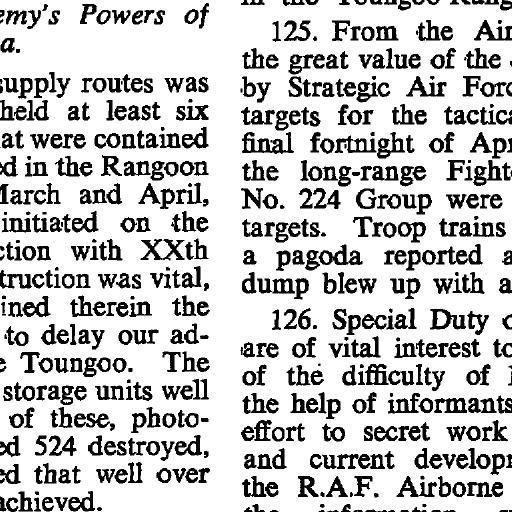 emy's Powers of
a.
supply routes was
held at least six
at were contained
ed in the Rangoon
March and April,
initiated on the
ction with XXth
truction was vital,
ined therein the
to delay our ad-
e Toungoo. The
storage units well
of these, photo-
ed 524 destroyed,
ed that well over
achieved.
in the Toungoo
125. From the Air
the great value of the
by Strategic Air Forc
targets for the tactica
final fortnight of Apr
the long-range Fight
No. 224 Group were
targets. Troop trains
a pagoda reported a
dump blew up with a
126. Special Duty
are of vital interest to
of the difficulty of
the help of informants
effort to secret work
and current develop
the R.A.F. Airborne
the information